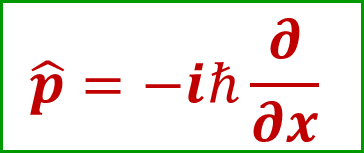 p̂ = −iħ ∂/∂x